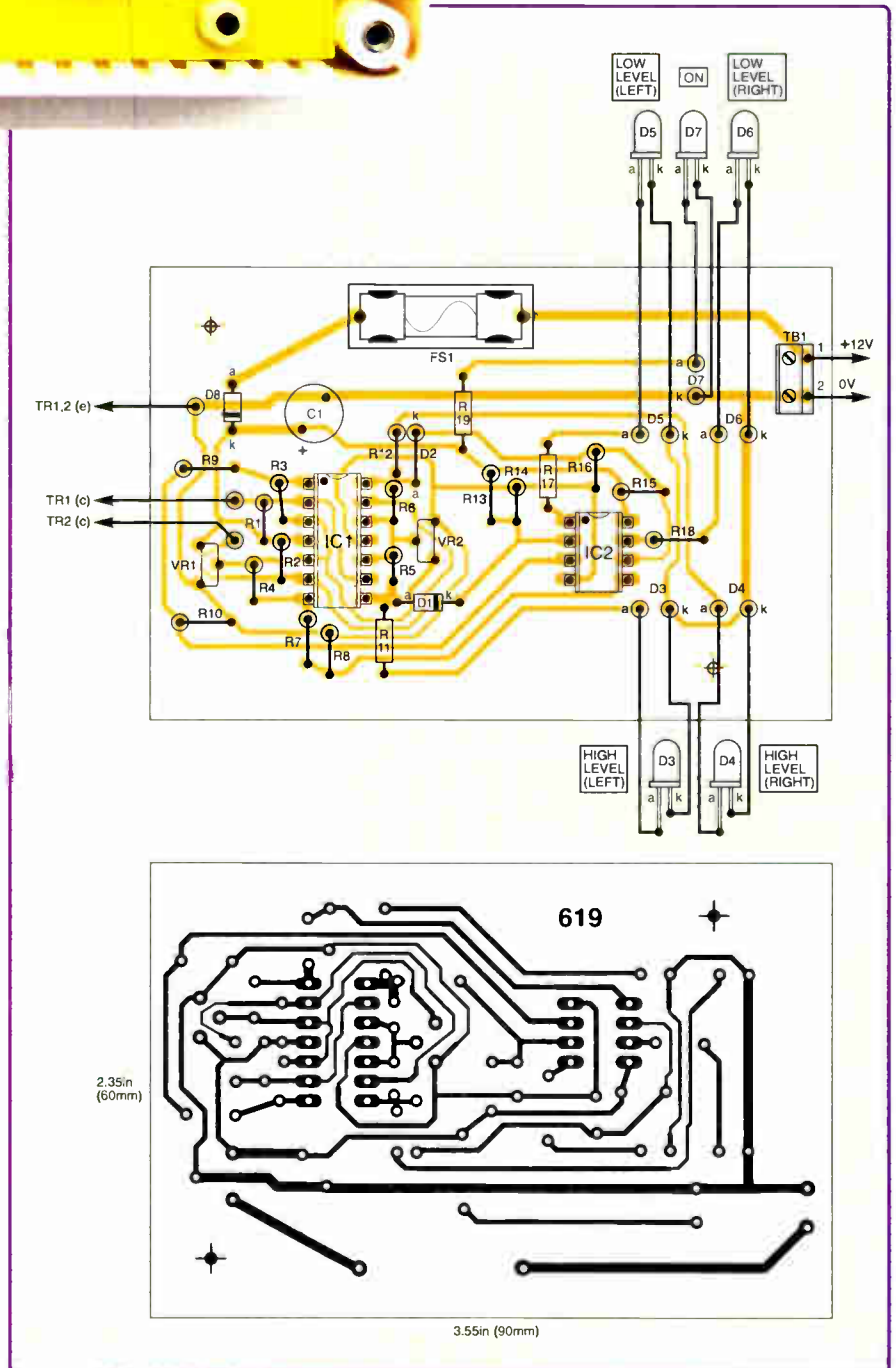 LOW
LEVEL
(LEFT)
ON
LOW
LEVEL
(RIGHT)
D5
D7
D6
a
k
a
k
a
k
FS1
TB1
1
+12V
2
0V
a
D8
k
TR1,2 (e)
C1
+
R
19
a
D7
k
D5
D6
a
k
a
k
R9
R3
R12
k
D2
a
R13
R14
R
17
R16
R15
TR1 (c)
TR2 (c)
R1
R6
IC1
VR2
IC2
R18
VR1
R2
R4
R5
a
D1
k
D3
D4
a
k
a
k
R10
R7
R8
R
11
HIGH
LEVEL
(LEFT)
D3
a
k
D4
a
k
HIGH
LEVEL
(RIGHT)
619
2.35in
(60mm)
3.55in (90mm)